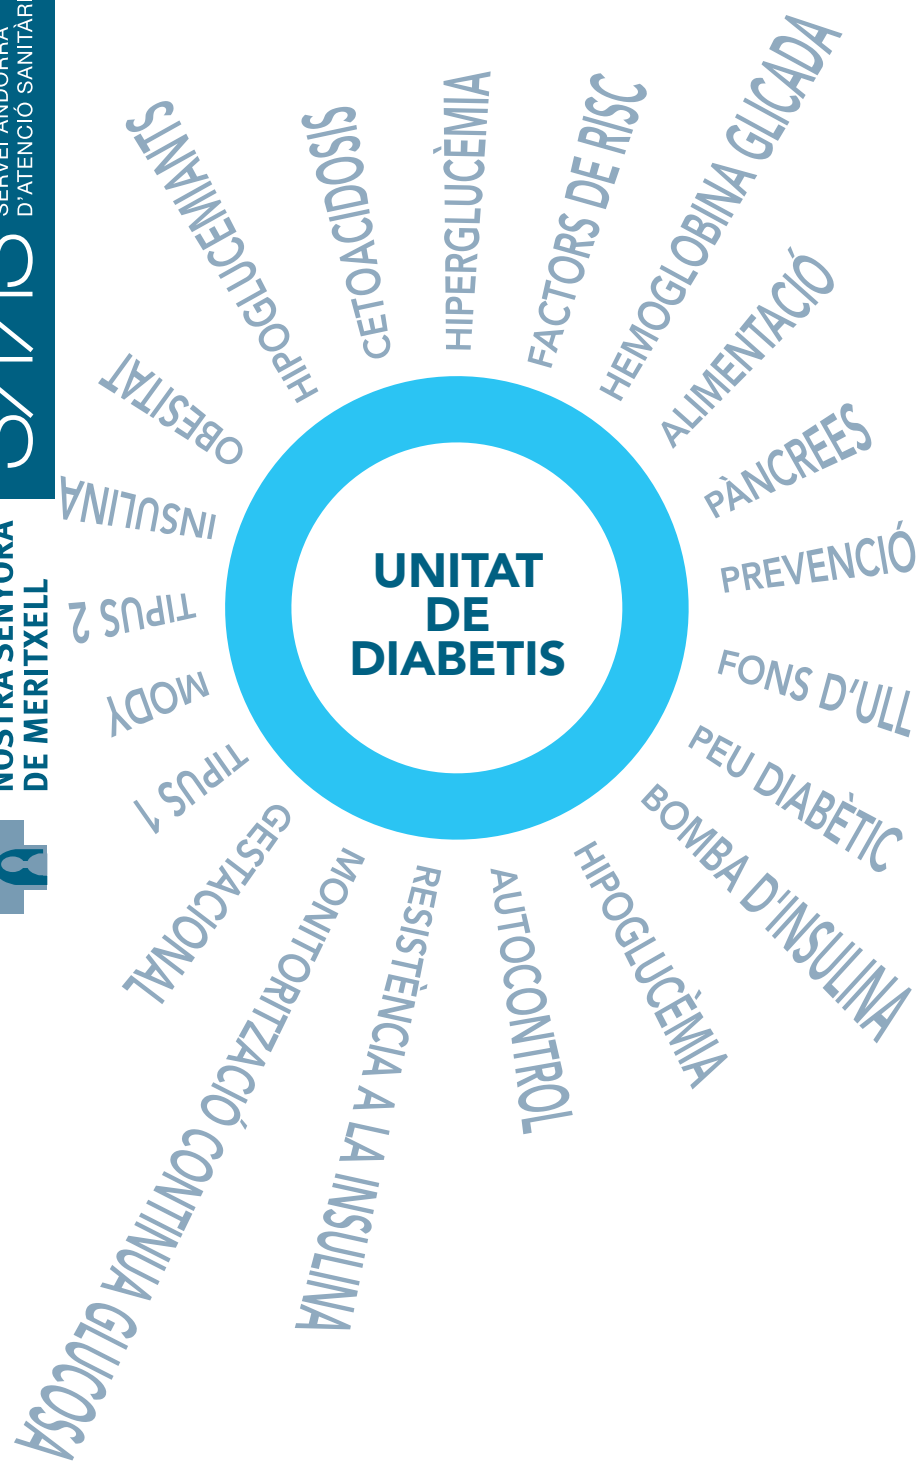 SERVEI ANDORRÀ
D'ATENCIÓ SANITÀRI
NOSTRA SENYORA
DE MERITXELL
UNITAT
DE
DIABETIS
HIPERGLUCÈMIA
FACTORS DE RISC
HEMOGLOBINA GLICADA
ALIMENTACIÓ
PÀNCREES
PREVENCIÓ
FONS D'ULL
PEU DIABÈTIC
BOMBA D'INSULINA
HIPOGLUCÈMIA
AUTOCONTROL
RESISTÈNCIA A LA INSULINA
MONITORITZACIÓ CONTINUA GLUCOSA
GESTACIONAL
TIPUS 1
MODY
TIPUS 2
INSULINA
OBESITAT
HIPOGLUCEMIANTS
CETOACIDOSIS